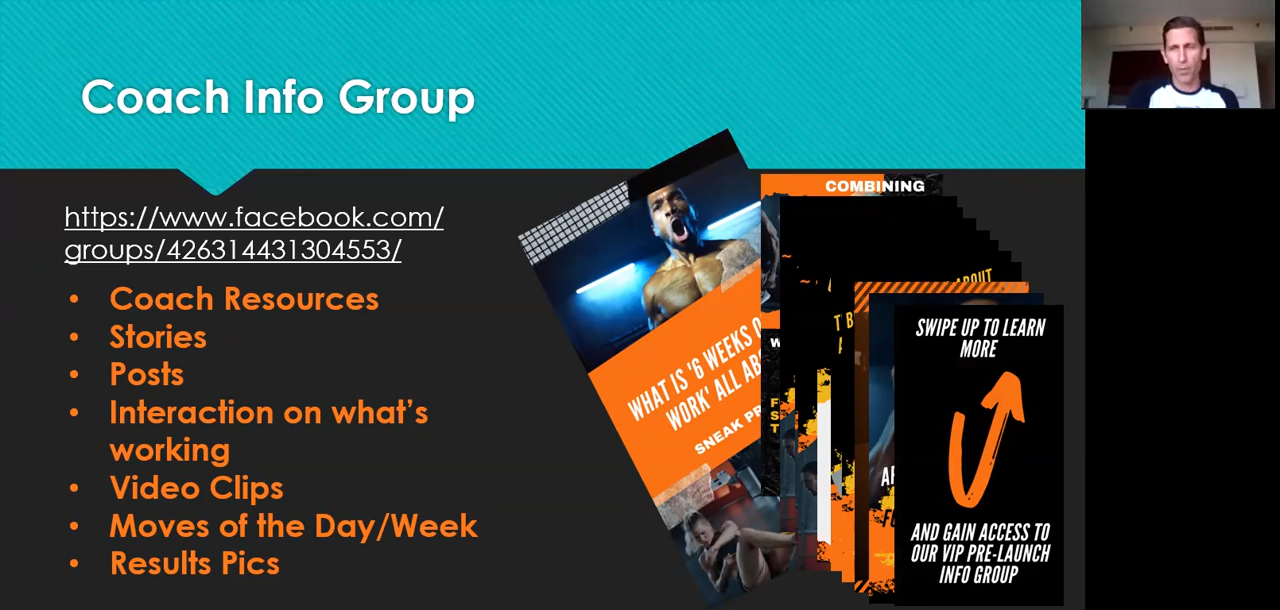 Coach Info Group
https://www.facebook.com/
groups/426314431304553/
• Coach Resources
• Stories
• Posts
• Interaction on what's
working
• Video Clips
• Moves of the Day/Week
• Results Pics
WHAT IS '6 WEEKS
WORK' ALL
SNEAK
COMBINING
ABOUT
SWIPE UP TO LEARN
MORE
AND GAIN ACCESS TO
OUR VIP PRE-LAUNCH
INFO GROUP